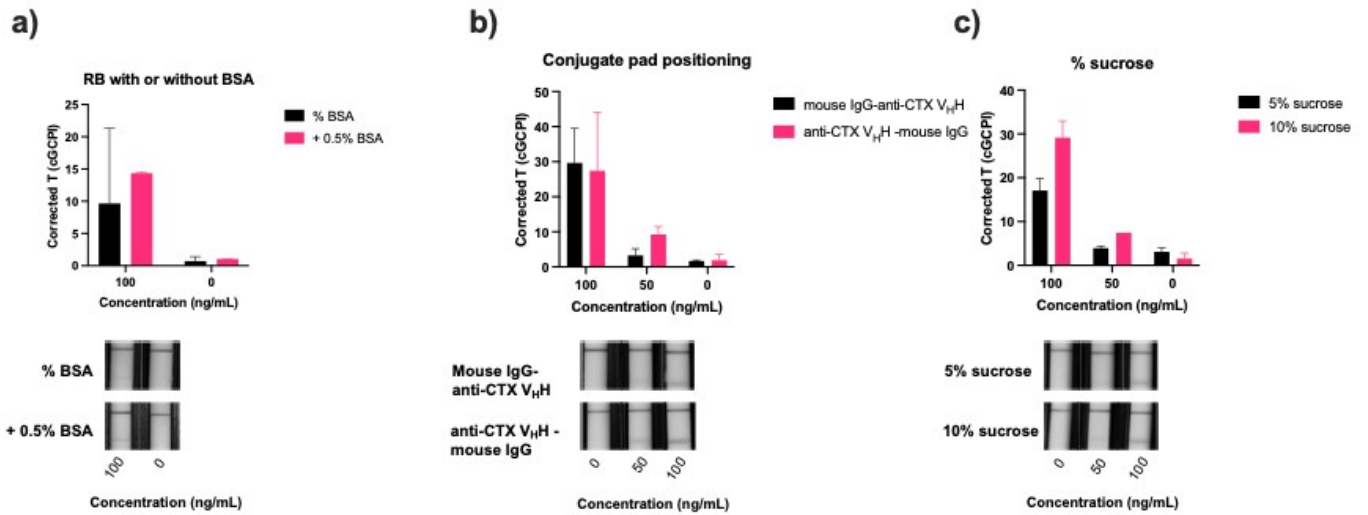 a)
RB with or without BSA
25
20
15
10
5
0
Corrected T (cGCPI)
100 0
Concentration (ng/mL)
% BSA
+ 0.5% BSA
% BSA
+ 0.5% BSA
100 0
Concentration (ng/mL)
b)
Conjugate pad positioning
50
40
30
20
10
0
Corrected T (cGCPI)
100 50 0
Concentration (ng/mL)
mouse IgG-anti-CTX VHH
anti-CTX VHH -mouse IgG
Mouse IgG-
anti-CTX VHH
anti-CTX VHH -
mouse IgG
0 50 100
Concentration (ng/mL)
c)
% sucrose
40
30
20
10
0
Corrected T (cGCPI)
100 50 0
Concentration (ng/mL)
5% sucrose
10% sucrose
5% sucrose
10% sucrose
0 50 100
Concentration (ng/mL)